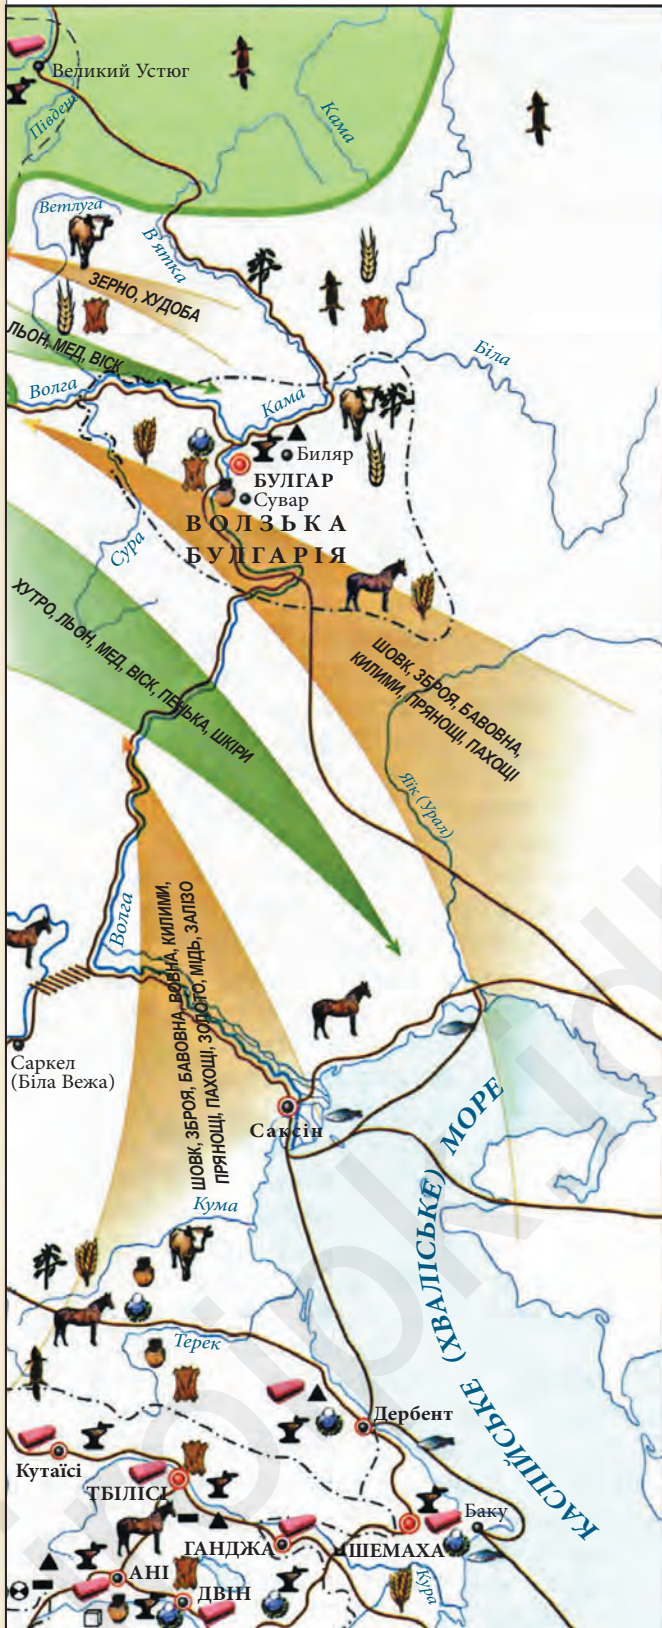 Великий Устюг
Південь
Кама
Ветлуга
В'ятка
ЗЕРНО, ХУДОБА
ЛЬОН, МЕД, ВІСК
Біла
Волга
Кама
Биляр
БУЛГАР
Сувар
ВОЛЗЬКА
БУЛГАРІЯ
Сура
ХУТРО, ЛЬОН, МЕД, ВІСК, ПЕНЬКА, ШКІРИ
ШОВК, ЗБРОЯ, БАВОВНА,
КИЛИМИ, ПРЯНОЩІ, ПАХОЩІ
Яїк (Урал)
Волга
ШОВК, ЗБРОЯ, БАВОВНА, ВОВНА, КИЛИМИ,
ПРЯНОЩІ, ПАХОЩІ, ЗОЛОТО, МІДЬ, ЗАЛІЗО
Саркел
(Біла Вежа)
Саксін
КАСПІЙСЬКЕ (ХВАЛІСЬКЕ) МОРЕ
Кума
Терек
Дербент
Кутаїсі
ТБІЛІСІ
ГАНДЖА
ШЕМАХА
Баку
АНІ
ДВІН
Кура